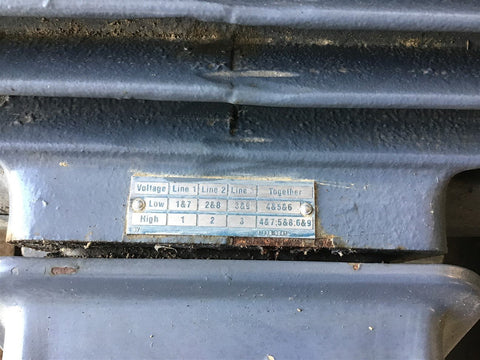 Voltage Line 1 Line 2 Line 3 Together
Low 1&7 2&8 3&9 4&5&6
High 1 2 3 4&7;5&8;6&9